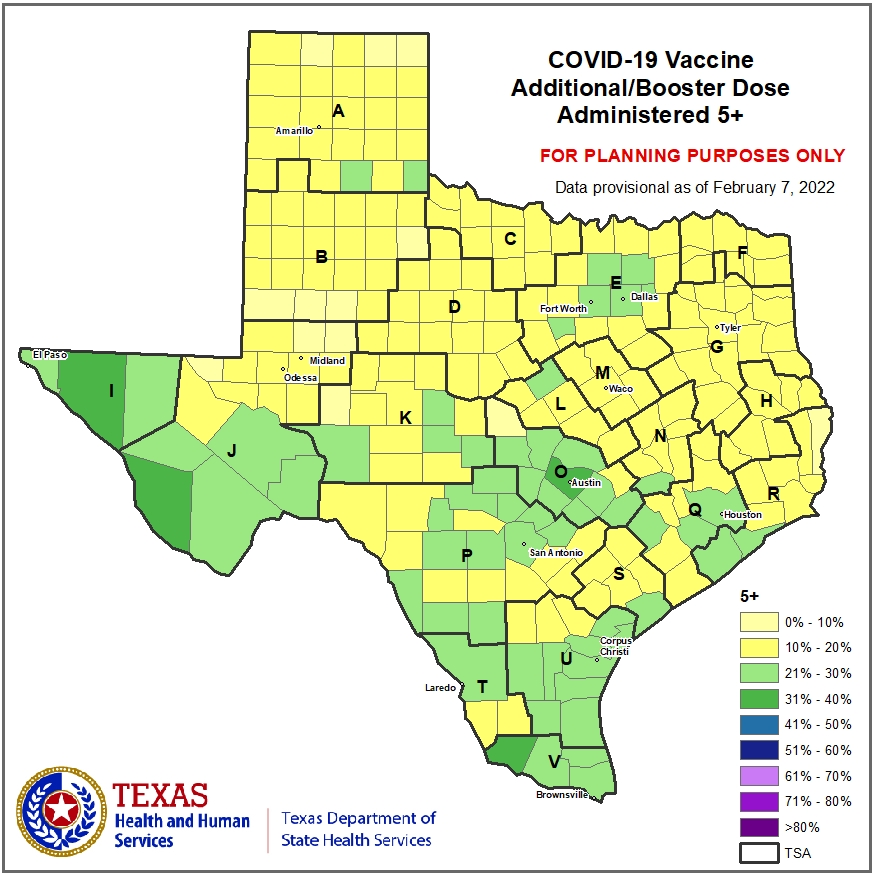 COVID-19 Vaccine
Additional/Booster Dose
Administered 5+
FOR PLANNING PURPOSES ONLY
Data provisional as of February 7, 2022
A
Amarillo
B
C
D
E
Fort Worth
Dallas
F
Tyler
G
H
El Paso
I
Midland
Odessa
J
K
L
M
Waco
N
O
Austin
P
San Antonio
Q
Houston
R
S
Corpus
Christi
U
Laredo
T
V
Brownsville
5+
0% - 10%
10% - 20%
21% - 30%
31% - 40%
41% - 50%
51% - 60%
61% - 70%
71% - 80%
>80%
TSA
TEXAS
Health and Human
Services
Texas Department of
State Health Services